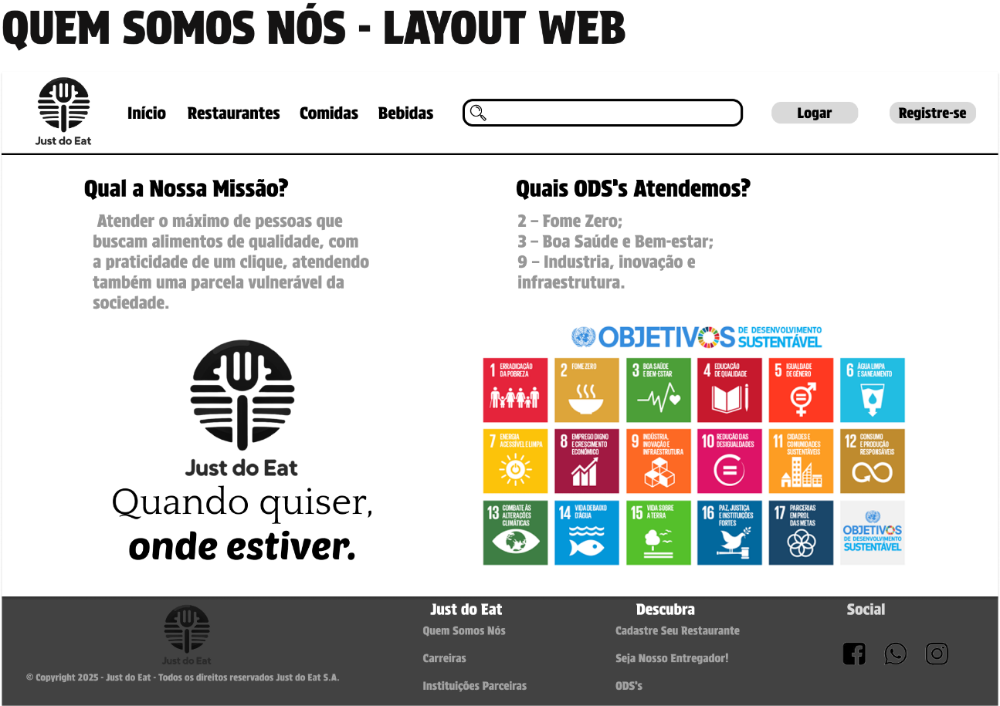 QUEM SOMOS NÓS - LAYOUT WEB
Just do Eat
Início Restaurantes Comidas Bebidas
Logar
Registre-se
Qual a Nossa Missão?
Atender o máximo de pessoas que
buscam alimentos de qualidade, com
a praticidade de um clique, atendendo
também uma parcela vulnerável da
sociedade.
Quais ODS's Atendemos?
2 – Fome Zero;
3 – Boa Saúde e Bem-estar;
9 – Industria, inovação e
infraestrutura.
Just do Eat
Quando quiser,
onde estiver.
OBJETIVOS
DE DESENVOLVIMENTO
SUSTENTÁVEL
1 ERRADICAÇÃO
DA POBREZA
2 FOME ZERO
3 BOA SAÚDE
E BEM-ESTAR
4 EDUCAÇÃO
DE QUALIDADE
5 IGUALDADE
DE GÊNERO
6 ÁGUA LIMPA
E SANEAMENTO
7 ENERGIA
ACESSÍVEL E LIMPA
8 EMPREGO DIGNO
E CRESCIMENTO
ECONÔMICO
9 INDÚSTRIA,
INOVAÇÃO E
INFRAESTRUTURA
10 REDUÇÃO DAS
DESIGUALDADES
11 CIDADES E
COMUNIDADES
SUSTENTÁVEIS
12 CONSUMO
E PRODUÇÃO
RESPONSÁVEIS
13 COMBATE ÀS
ALTERAÇÕES
CLIMÁTICAS
14 VIDA DEBAIXO
D'ÁGUA
15 VIDA SOBRE
A TERRA
16 PAZ, JUSTIÇA
E INSTITUIÇÕES
FORTES
17 PARCERIAS
EM PROL
DAS METAS
OBJETIVOS
DE DESENVOLVIMENTO
SUSTENTÁVEL
Just do Eat
© Copyright 2025 - Just do Eat - Todos os direitos reservados Just do Eat S.A.
Just do Eat
Quem Somos Nós
Carreiras
Instituições Parceiras
Descubra
Cadastre Seu Restaurante
Seja Nosso Entregador!
ODS's
Social